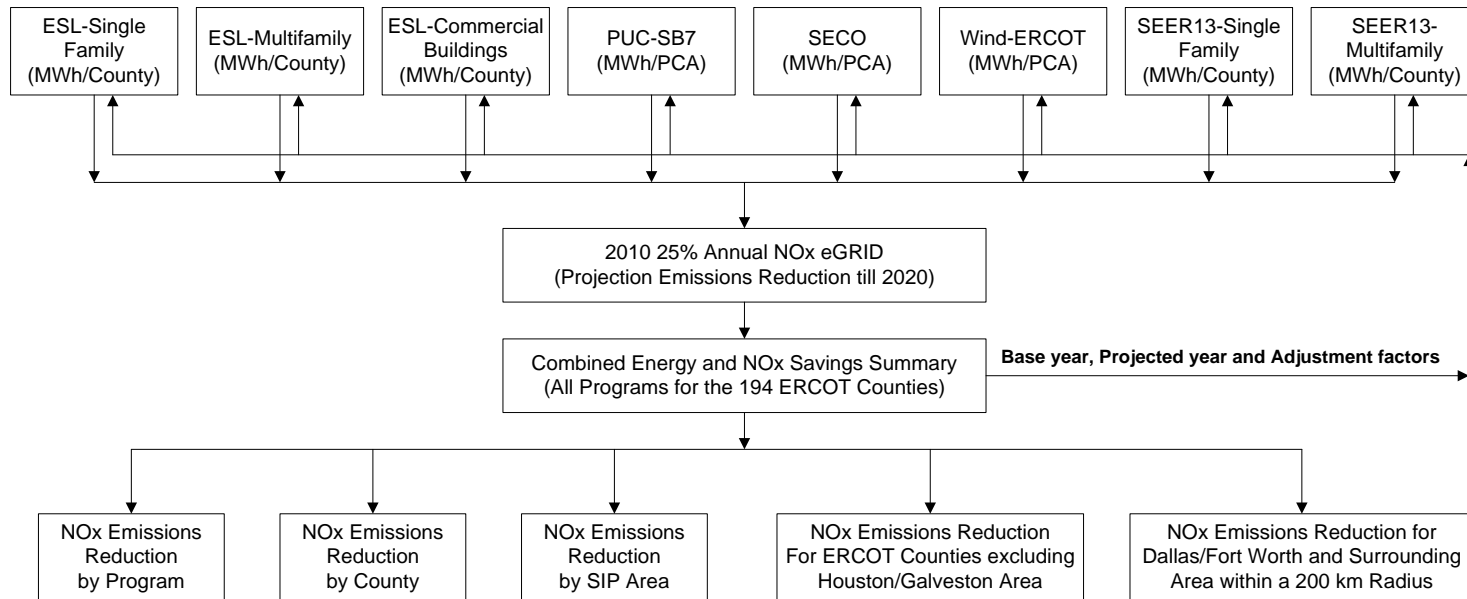 ESL-Single
Family
(MWh/County)
ESL-Multifamily
(MWh/County)
ESL-Commercial
Buildings
(MWh/County)
PUC-SB7
(MWh/PCA)
SECO
(MWh/PCA)
Wind-ERCOT
(MWh/PCA)
SEER13-Single
Family
(MWh/County)
SEER13-
Multifamily
(MWh/County)
2010 25% Annual NOx eGRID
(Projection Emissions Reduction till 2020)
Combined Energy and NOx Savings Summary
(All Programs for the 194 ERCOT Counties)
Base year, Projected year and Adjustment factors
NOx Emissions
Reduction
by Program
NOx Emissions
Reduction
by County
NOx Emissions
Reduction
by SIP Area
NOx Emissions Reduction
For ERCOT Counties excluding
Houston/Galveston Area
NOx Emissions Reduction for
Dallas/Fort Worth and Surrounding
Area within a 200 km Radius